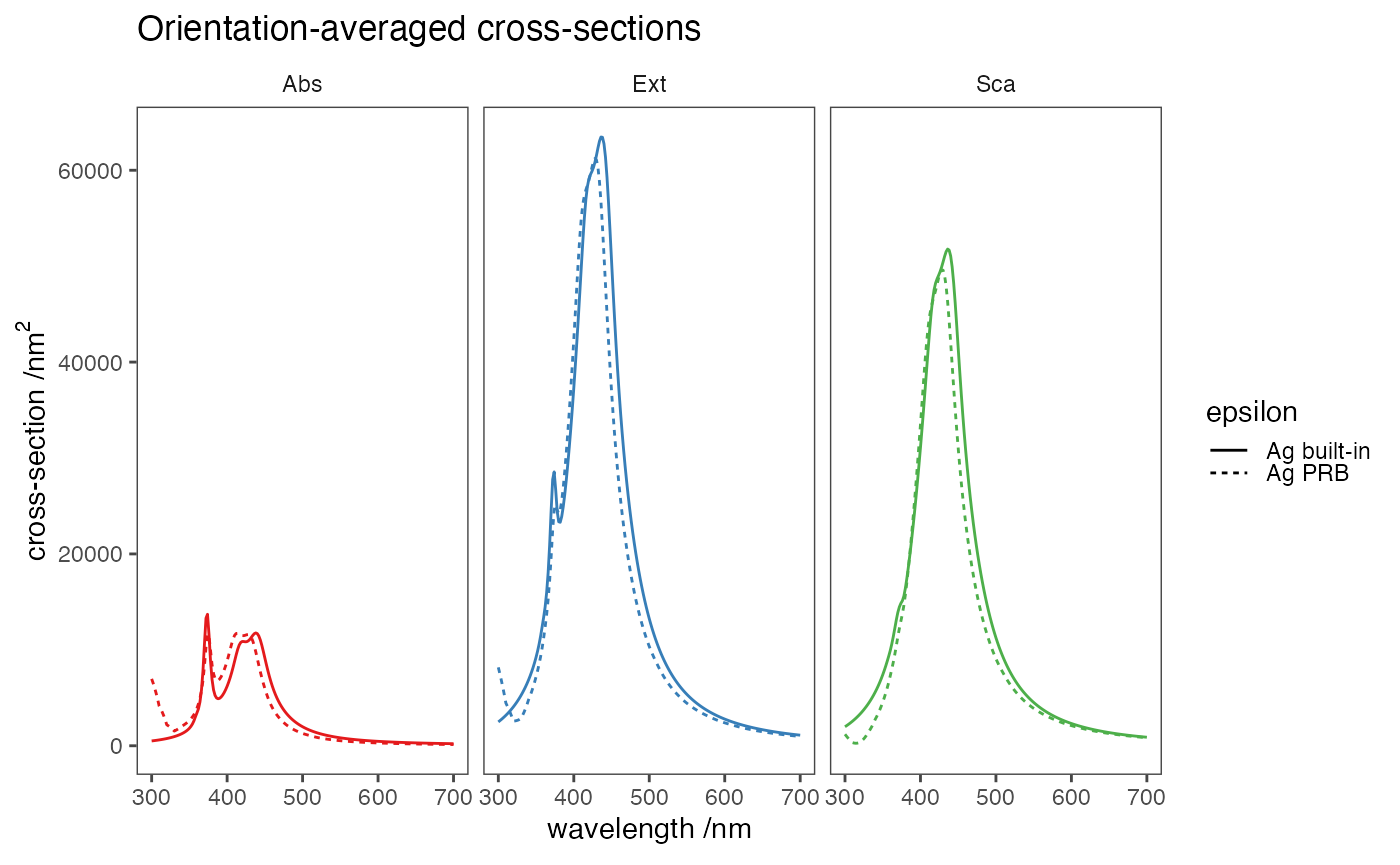 Orientation-averaged cross-sections
Abs
Ext
Sca
60000
40000
20000
0
cross-section /nm²
300 400 500 600 700
300 400 500 600 700
300 400 500 600 700
wavelength /nm
epsilon
Ag built-in
Ag PRB